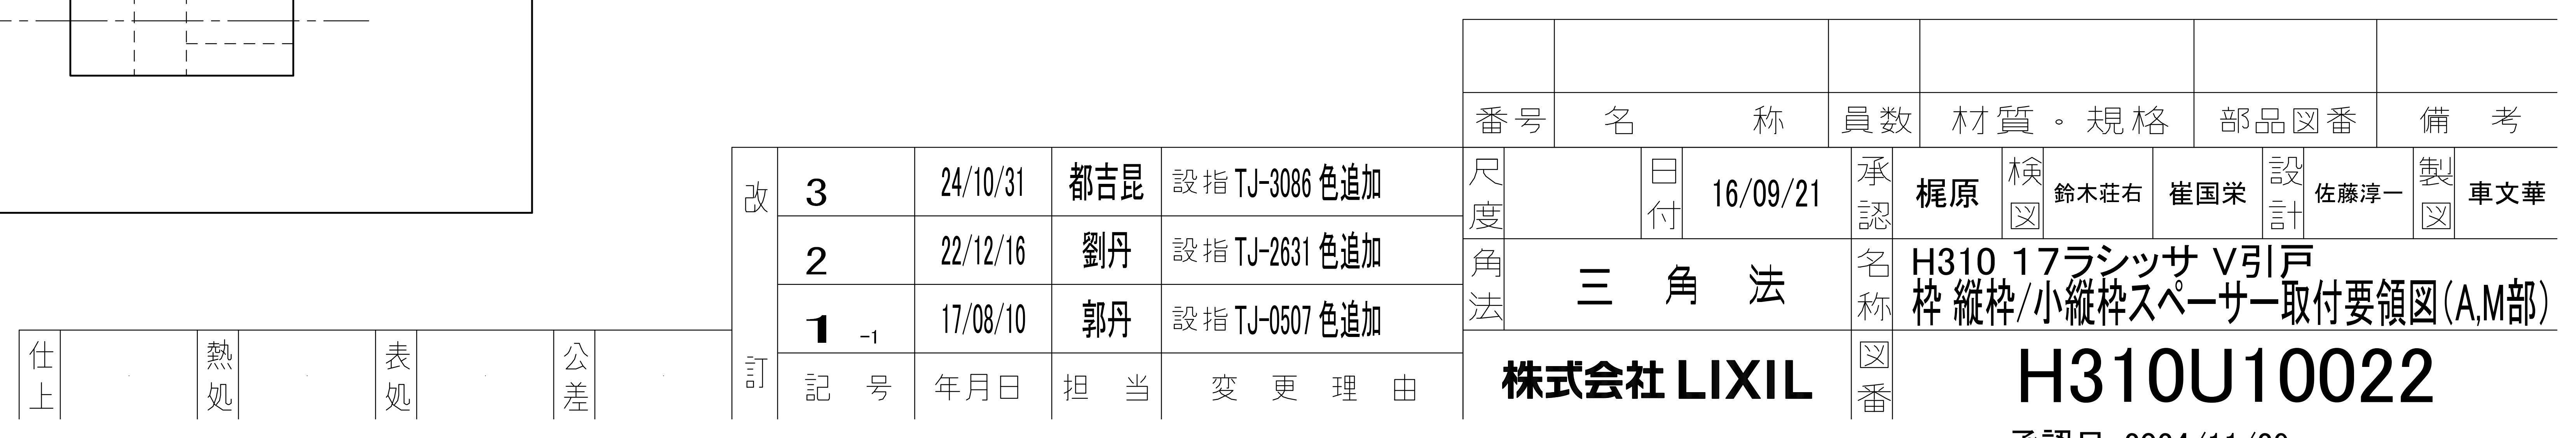 番号 名称 員数 材質・規格 部品図番 備考
改訂 3 24/10/31 都吉昆 設指 TJ-3086 色追加
2 22/12/16 劉丹 設指 TJ-2631 色追加
1 -1 17/08/10 郭丹 設指 TJ-0507 色追加
記号 年月日 担当 変更理由
尺度 日付 16/09/21 承認 梶原 検図 鈴木荘右 崔国栄 設計 佐藤淳一 製図 車文華
角法 三角法 名称 H310 17ラシッサ V引戸
枠 縦枠/小縦枠スペーサー取付要領図(A,M部)
仕上 熱処 表処 公差
株式会社 LIXIL 図番 H310U10022